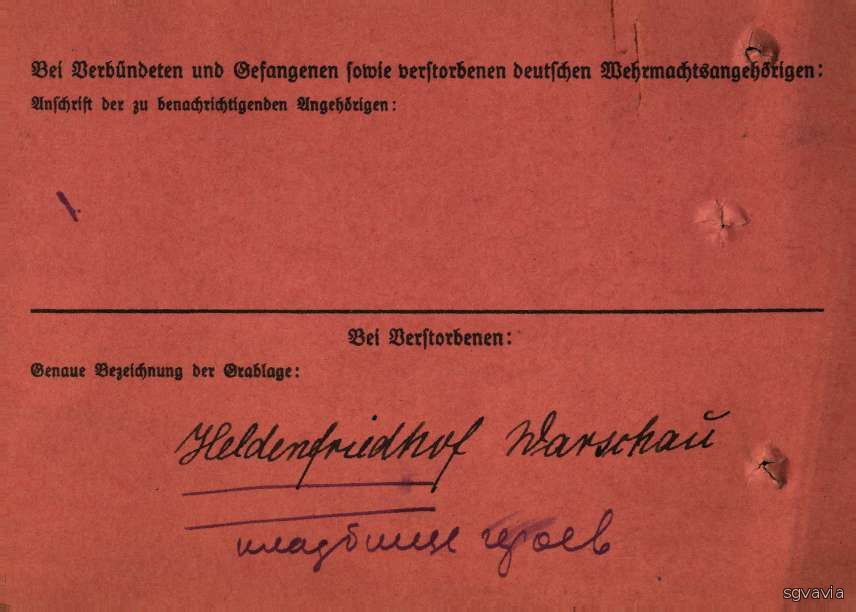 Bei Verbündeten und Gefangenen sowie verstorbenen deutschen Wehrmachtsangehörigen:
Anschrift der zu benachrichtigenden Angehörigen:
Bei Verstorbenen:
Genaue Bezeichnung der Grablage:
Heldenfriedhof Warschau
кладбище героев
sgvavia